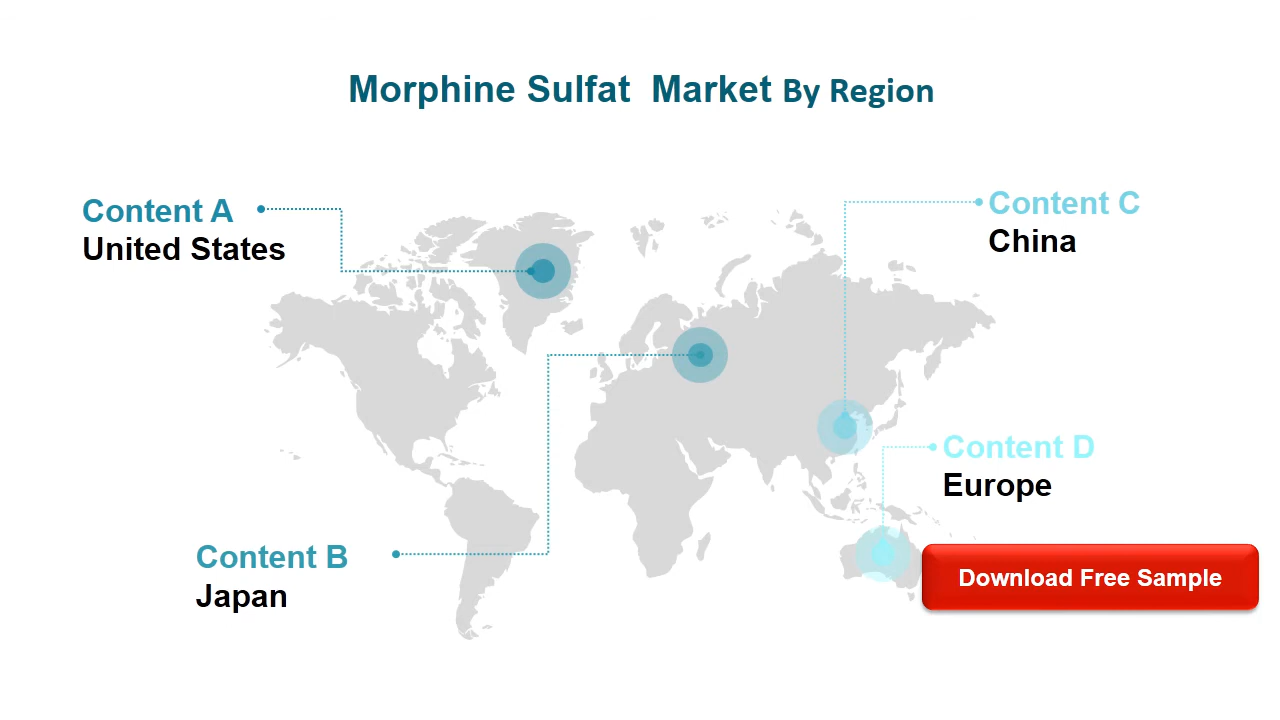 Morphine Sulfat  Market By Region
Content A
United States
Content C
China
Content D
Europe
Content B
Japan
Download Free Sample